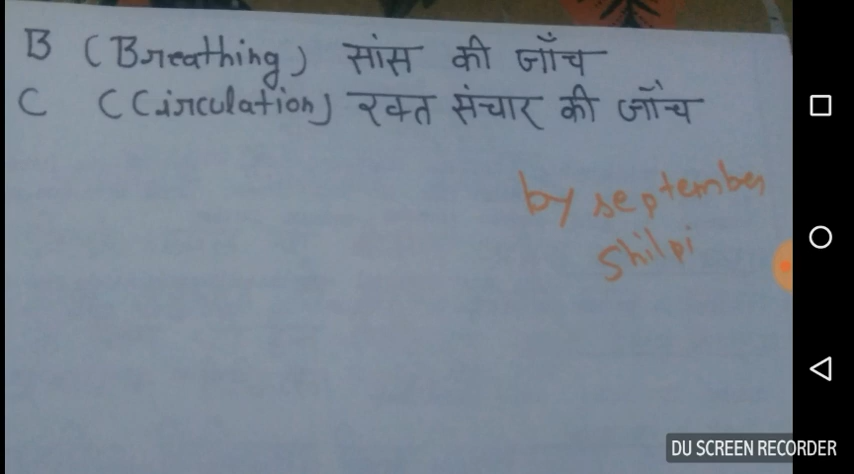 B (Breathing) सांस की जाँच
C ((Circulation) रक्त संचार की जाँच
by september
shilpi
DU SCREEN RECORDER